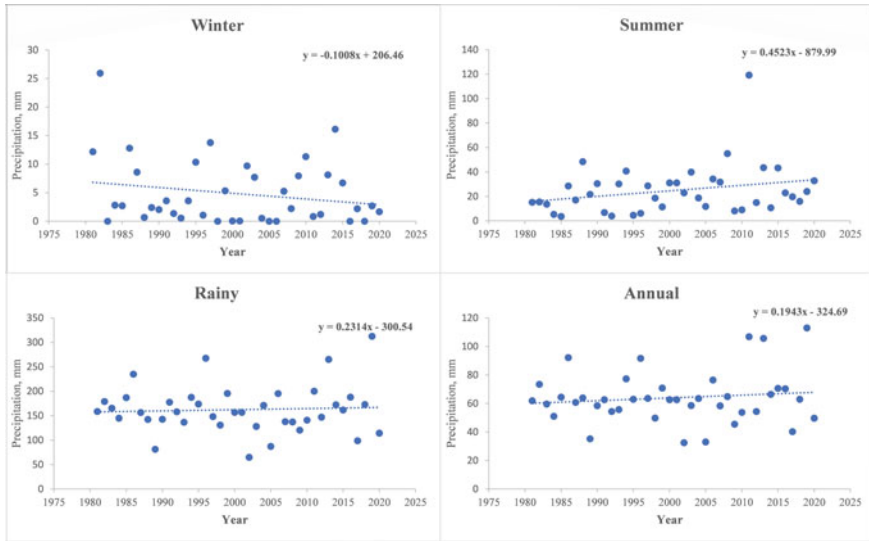 Winter
y = -0.1008x + 206.46
Precipitation, mm
30
25
20
15
10
5
0
1975 1980 1985 1990 1995 2000 2005 2010 2015 2020 2025
Year
Summer
y = 0.4523x - 879.99
Precipitation, mm
140
120
100
80
60
40
20
0
1975 1980 1985 1990 1995 2000 2005 2010 2015 2020 2025
Year
Rainy
y = 0.2314x - 300.54
Precipitation, mm
350
300
250
200
150
100
50
0
1975 1980 1985 1990 1995 2000 2005 2010 2015 2020 2025
Year
Annual
y = 0.1943x - 324.69
Precipitation, mm
120
100
80
60
40
20
0
1975 1980 1985 1990 1995 2000 2005 2010 2015 2020 2025
Year